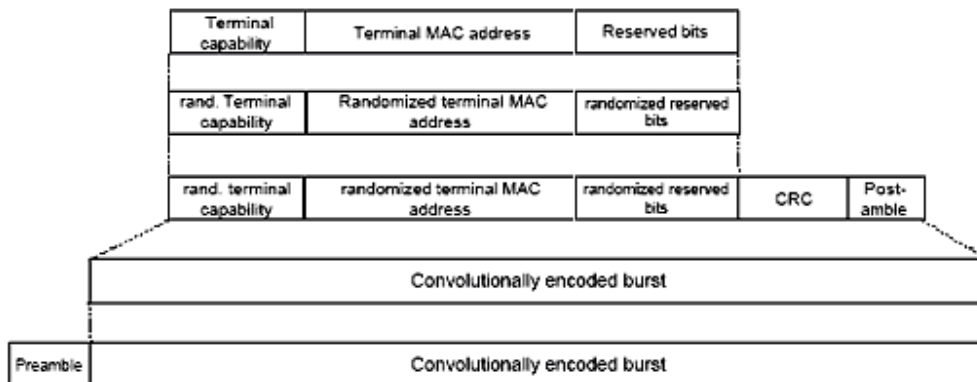 Terminal capability Terminal MAC address Reserved bits
rand. Terminal capability Randomized terminal MAC address randomized reserved bits
rand. terminal capability randomized terminal MAC address randomized reserved bits CRC Post-amble
Convolutionally encoded burst
Preamble Convolutionally encoded burst